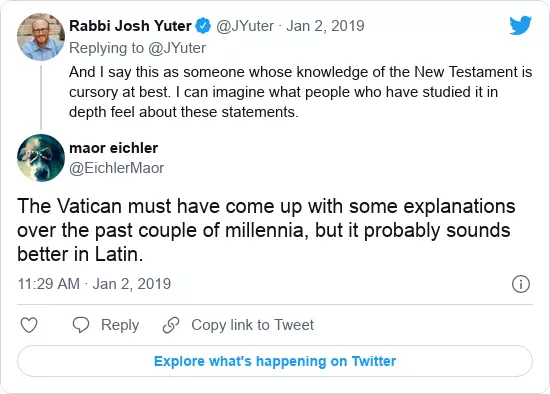 Rabbi Josh Yuter @JYuter · Jan 2, 2019
Replying to @JYuter
And I say this as someone whose knowledge of the New Testament is
cursory at best. I can imagine what people who have studied it in
depth feel about these statements.
maor eichler
@EichlerMaor
The Vatican must have come up with some explanations
over the past couple of millennia, but it probably sounds
better in Latin.
11:29 AM · Jan 2, 2019
Reply Copy link to Tweet
Explore what's happening on Twitter